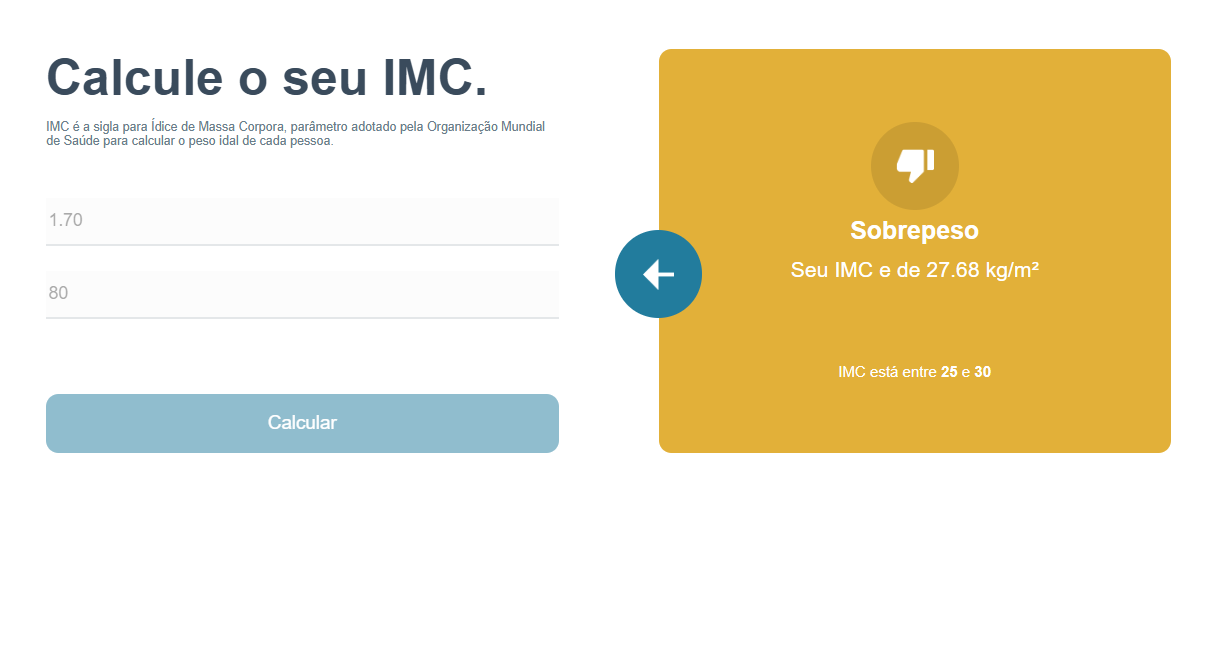 Calcule o seu IMC.
IMC é a sigla para Ídice de Massa Corpora, parâmetro adotado pela Organização Mundial
de Saúde para calcular o peso idal de cada pessoa.
1.70
80
Calcular
Sobrepeso
Seu IMC e de 27.68 kg/m²
IMC está entre 25 e 30